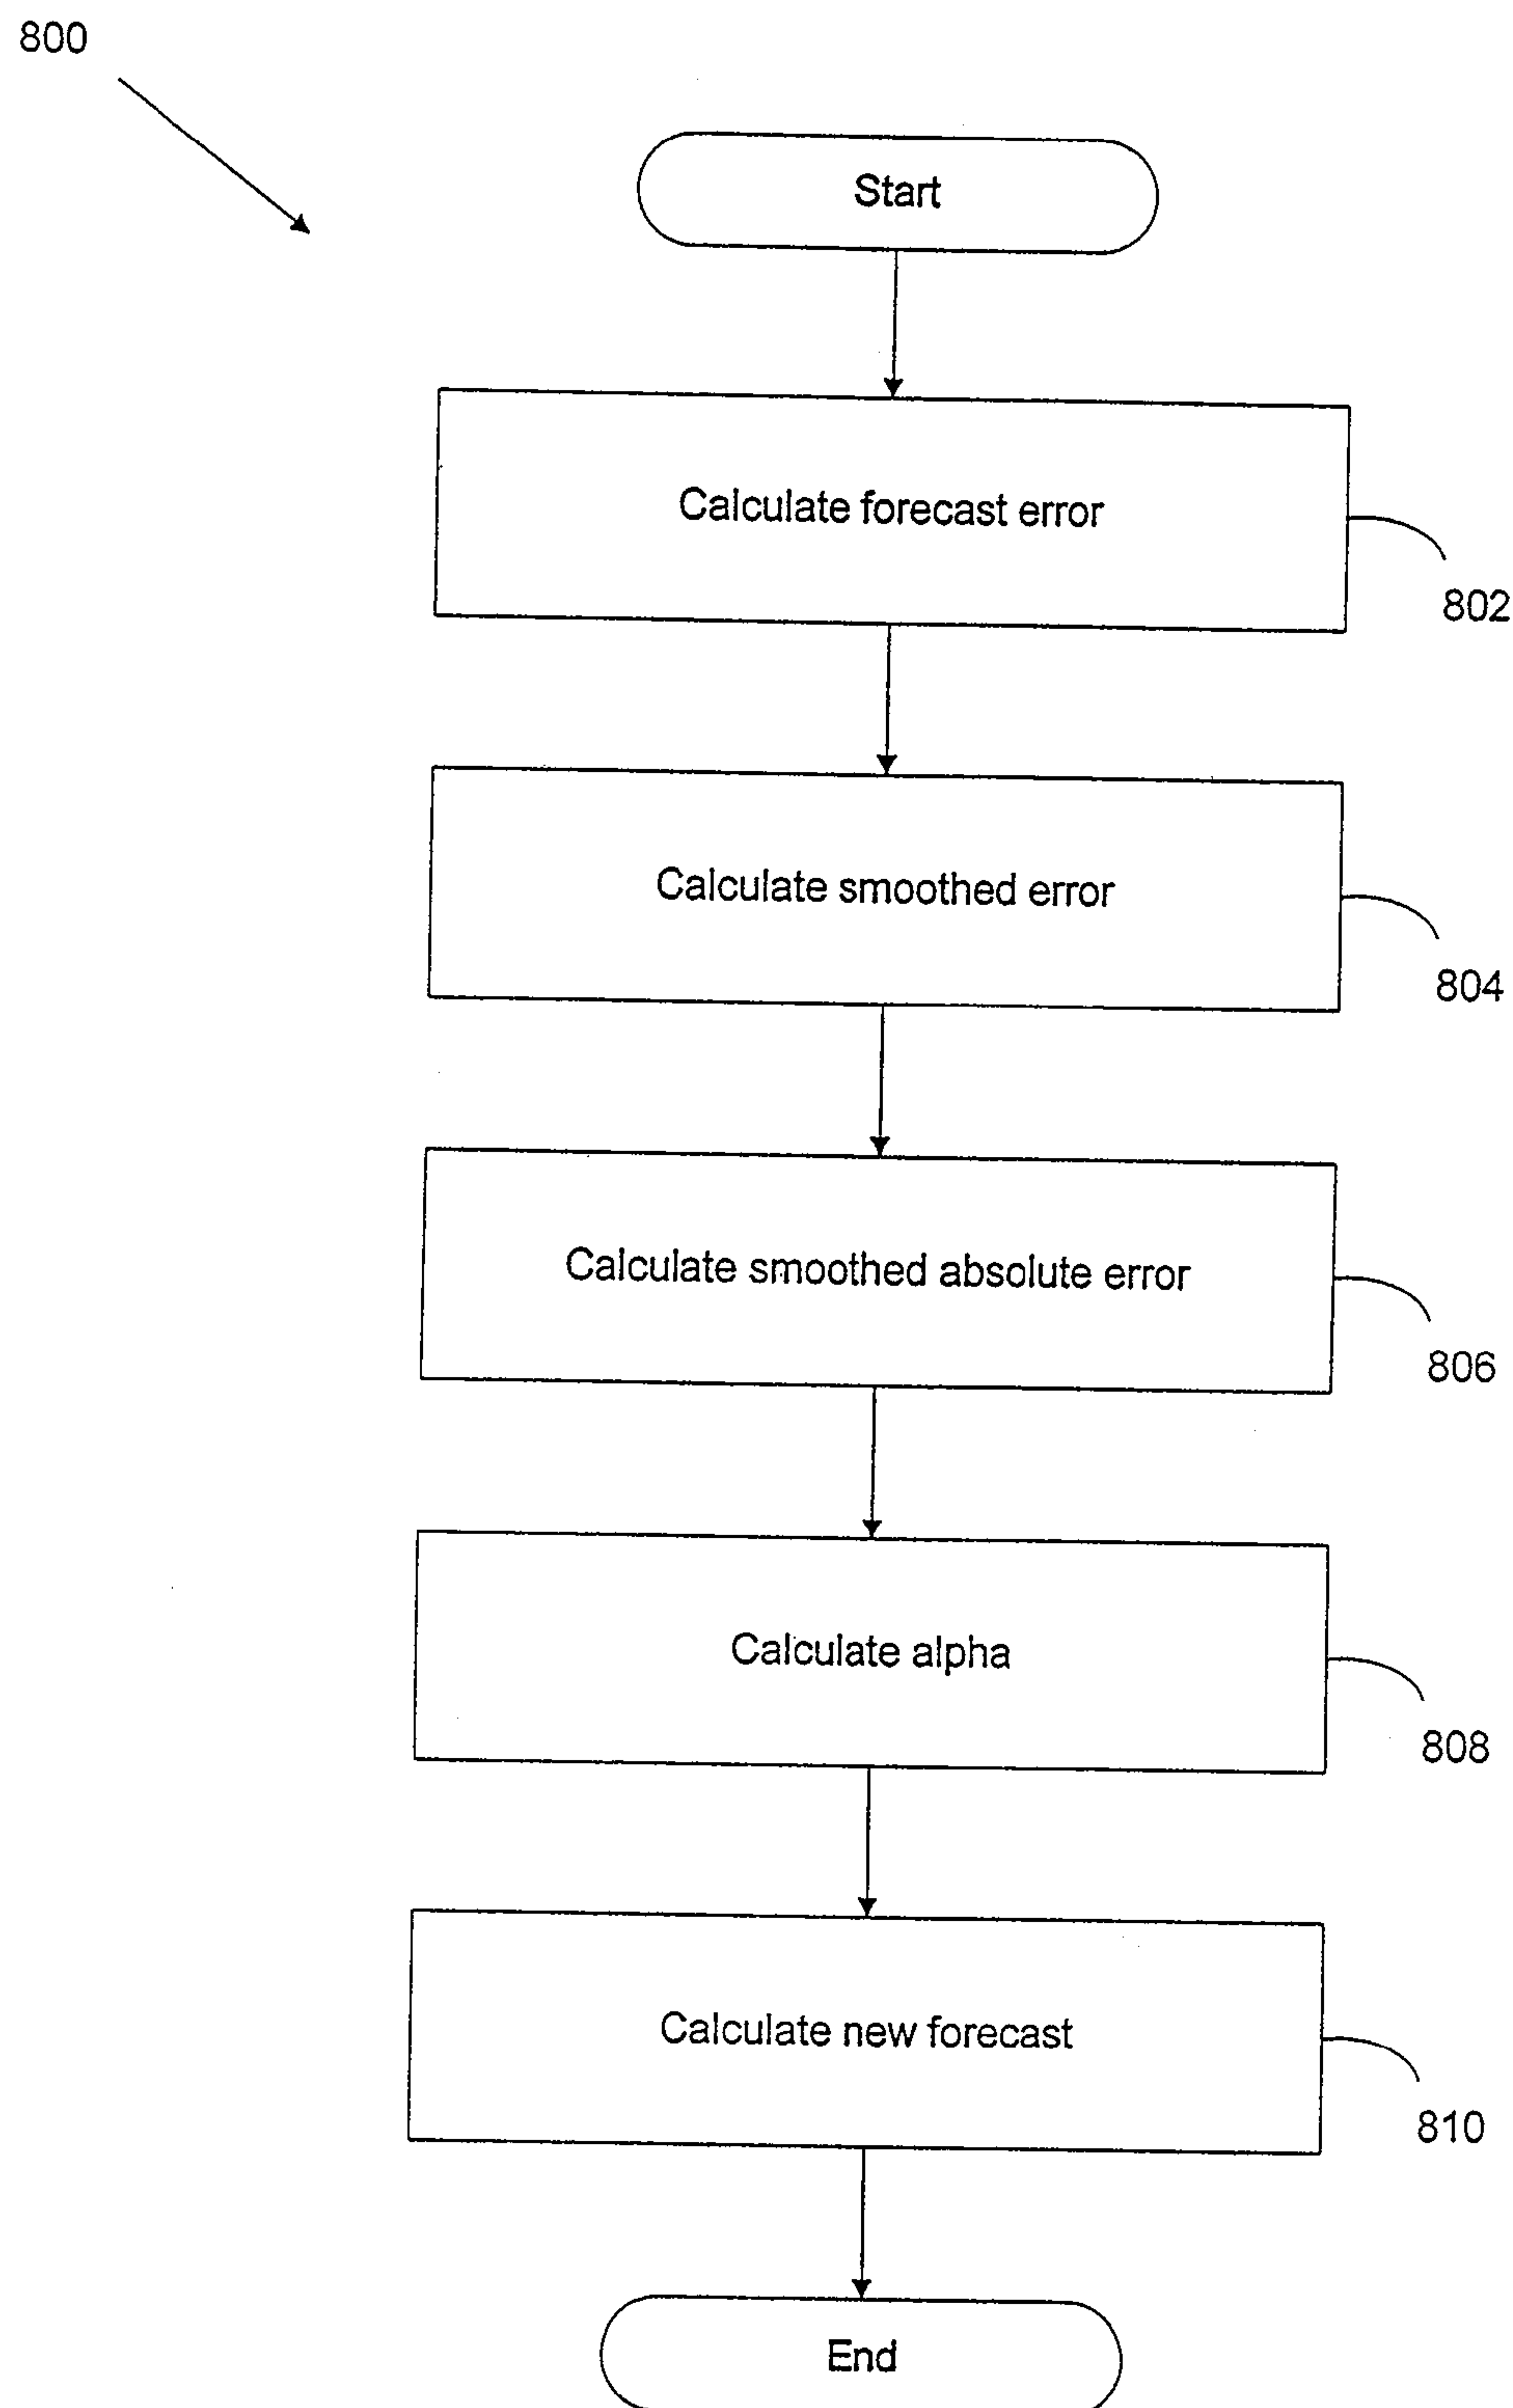 800
Start
Calculate forecast error
802
Calculate smoothed error
804
Calculate smoothed absolute error
806
Calculate alpha
808
Calculate new forecast
810
End